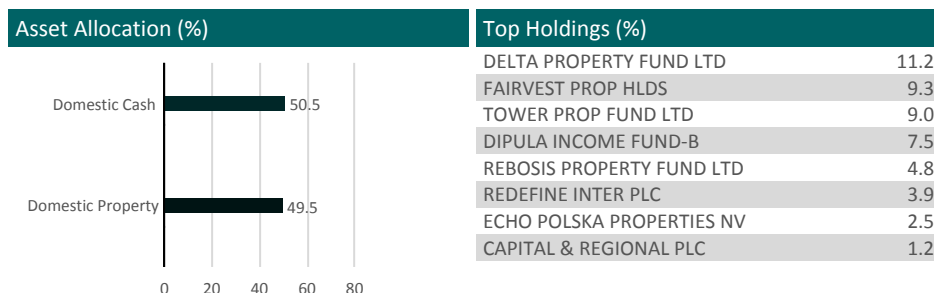 Asset Allocation (%)
Domestic Cash 50.5
Domestic Property 49.5
0 20 40 60 80
Top Holdings (%)
DELTA PROPERTY FUND LTD 11.2
FAIRVEST PROP HLDS 9.3
TOWER PROP FUND LTD 9.0
DIPULA INCOME FUND-B 7.5
REBOSIS PROPERTY FUND LTD 4.8
REDEFINE INTER PLC 3.9
ECHO POLSKA PROPERTIES NV 2.5
CAPITAL & REGIONAL PLC 1.2